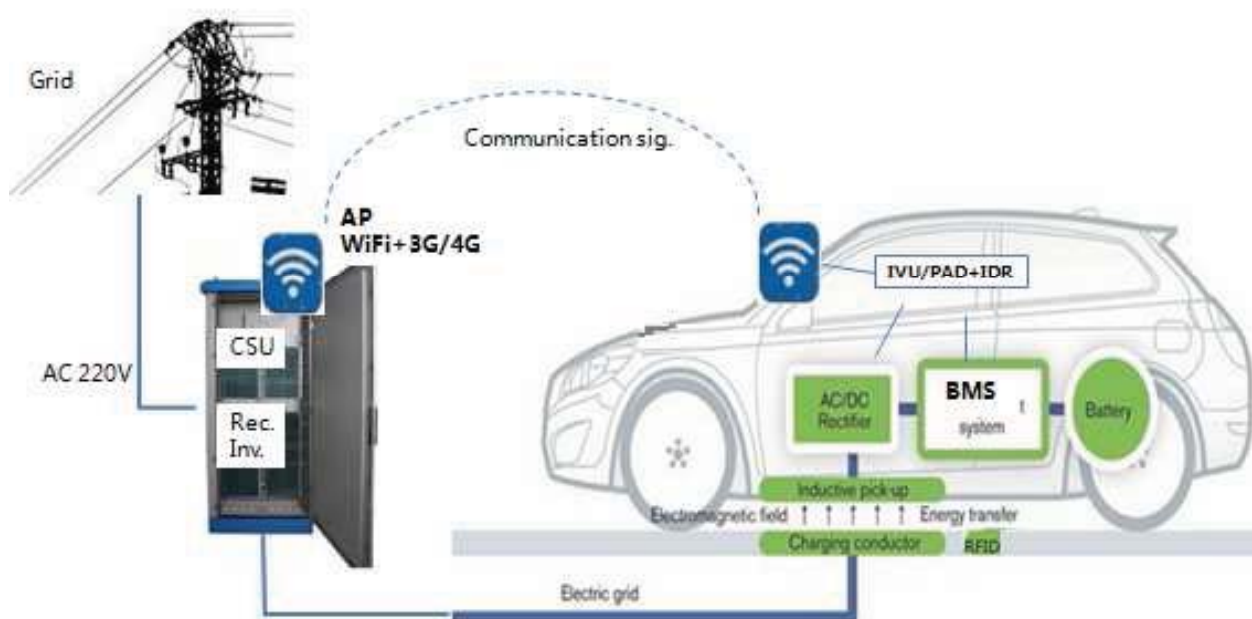 Grid
Communication sig.
AP
WiFi+3G/4G
IVU/PAD+IDR
CSU
AC 220V
Rec.
Inv.
AC/DC
Rectifier
BMS
t
system
Battery
Inductive pick-up
Electromagnetic field
Energy transfer
Charging conductor
RFID
Electric grid